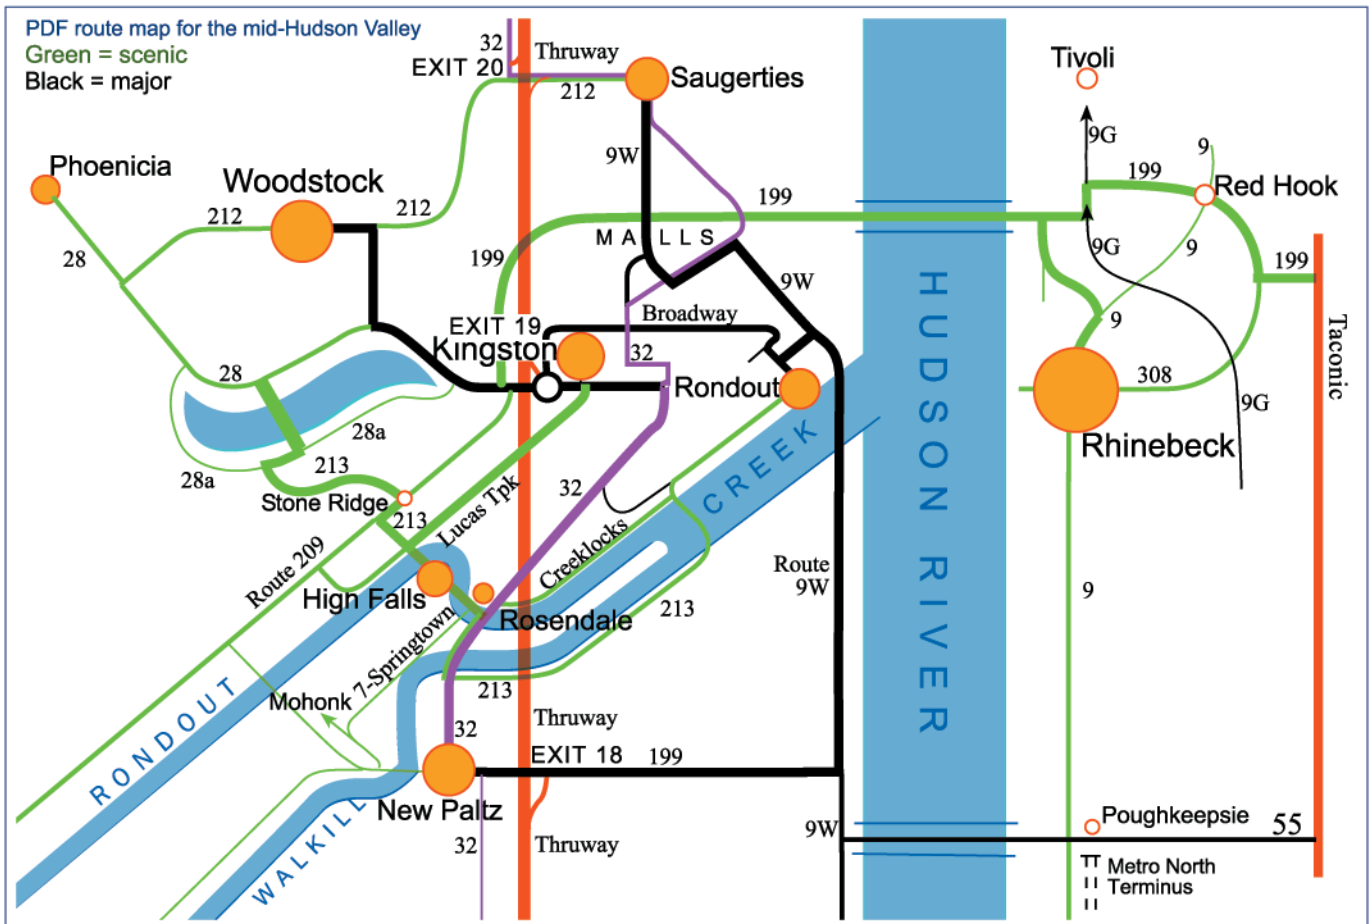 PDF route map for the mid-Hudson Valley
Green = scenic
Black = major
32
Thruway
EXIT 20
212
Saugerties
Tivoli
9G
9
199
Red Hook
Phoenicia
Woodstock
9W
212
212
199
MALLS
28
199
9G
9
199
9W
HUDSON RIVER
Broadway
EXIT 19
Kingston
32
Rondout
9
Taconic
28
308
9G
28a
Rhinebeck
28a
213
Stone Ridge
213
Lucas Tpk
32
CREEK
Creeklocks
Route 209
High Falls
Rosendale
Route
9W
9
213
7-Springtown
213
Mohonk
RONDOUT
32
Thruway
EXIT 18
199
New Paltz
WALKILL
32
Thruway
9W
Poughkeepsie
55
Metro North
Terminus